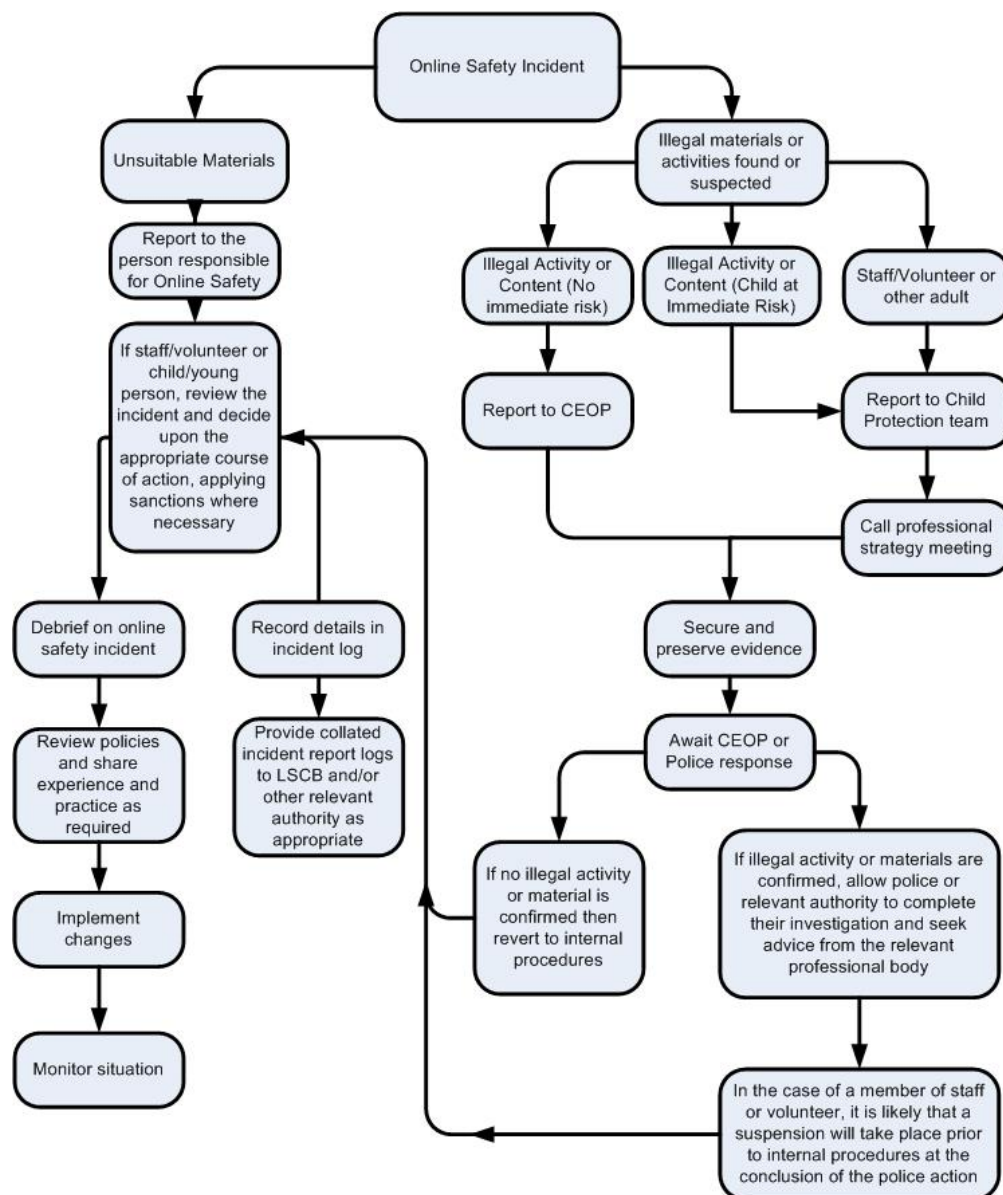 Online Safety Incident
Unsuitable Materials
Report to the
person responsible
for Online Safety
If staff/volunteer or
child/young
person, review the
incident and decide
upon the
appropriate course
of action, applying
sanctions where
necessary
Debrief on online
safety incident
Review policies
and share
experience and
practice as
required
Implement
changes
Monitor situation
Record details in
incident log
Provide collated
incident report logs
to LSCB and/or
other relevant
authority as
appropriate
Illegal materials or
activities found or
suspected
Illegal Activity or
Content (No
immediate risk)
Illegal Activity or
Content (Child at
Immediate Risk)
Staff/Volunteer or
other adult
Report to CEOP
Report to Child
Protection team
Call professional
strategy meeting
Secure and
preserve evidence
Await CEOP or
Police response
If no illegal activity
or material is
confirmed then
revert to internal
procedures
If illegal activity or materials are
confirmed, allow police or
relevant authority to complete
their investigation and seek
advice from the relevant
professional body
In the case of a member of staff
or volunteer, it is likely that a
suspension will take place prior
to internal procedures at the
conclusion of the police action